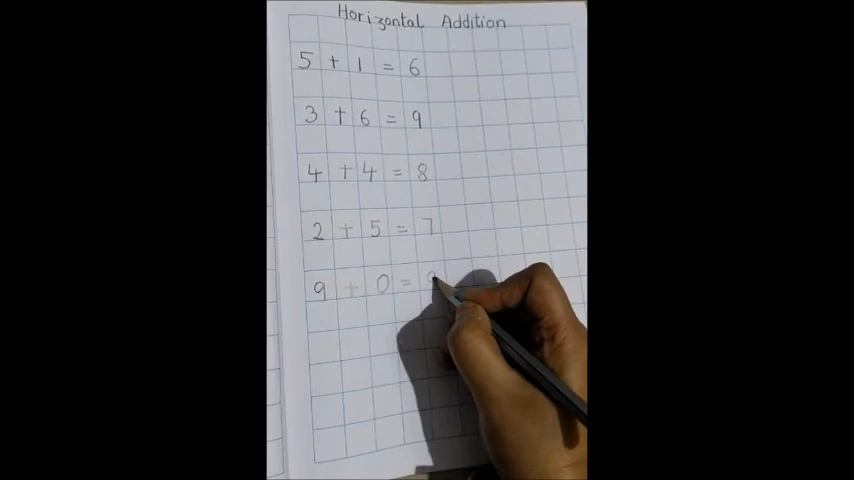 Horizontal Addition
5 + 1 = 6
3 + 6 = 9
4 + 4 = 8
2 + 5 = 7
9 + 0 =